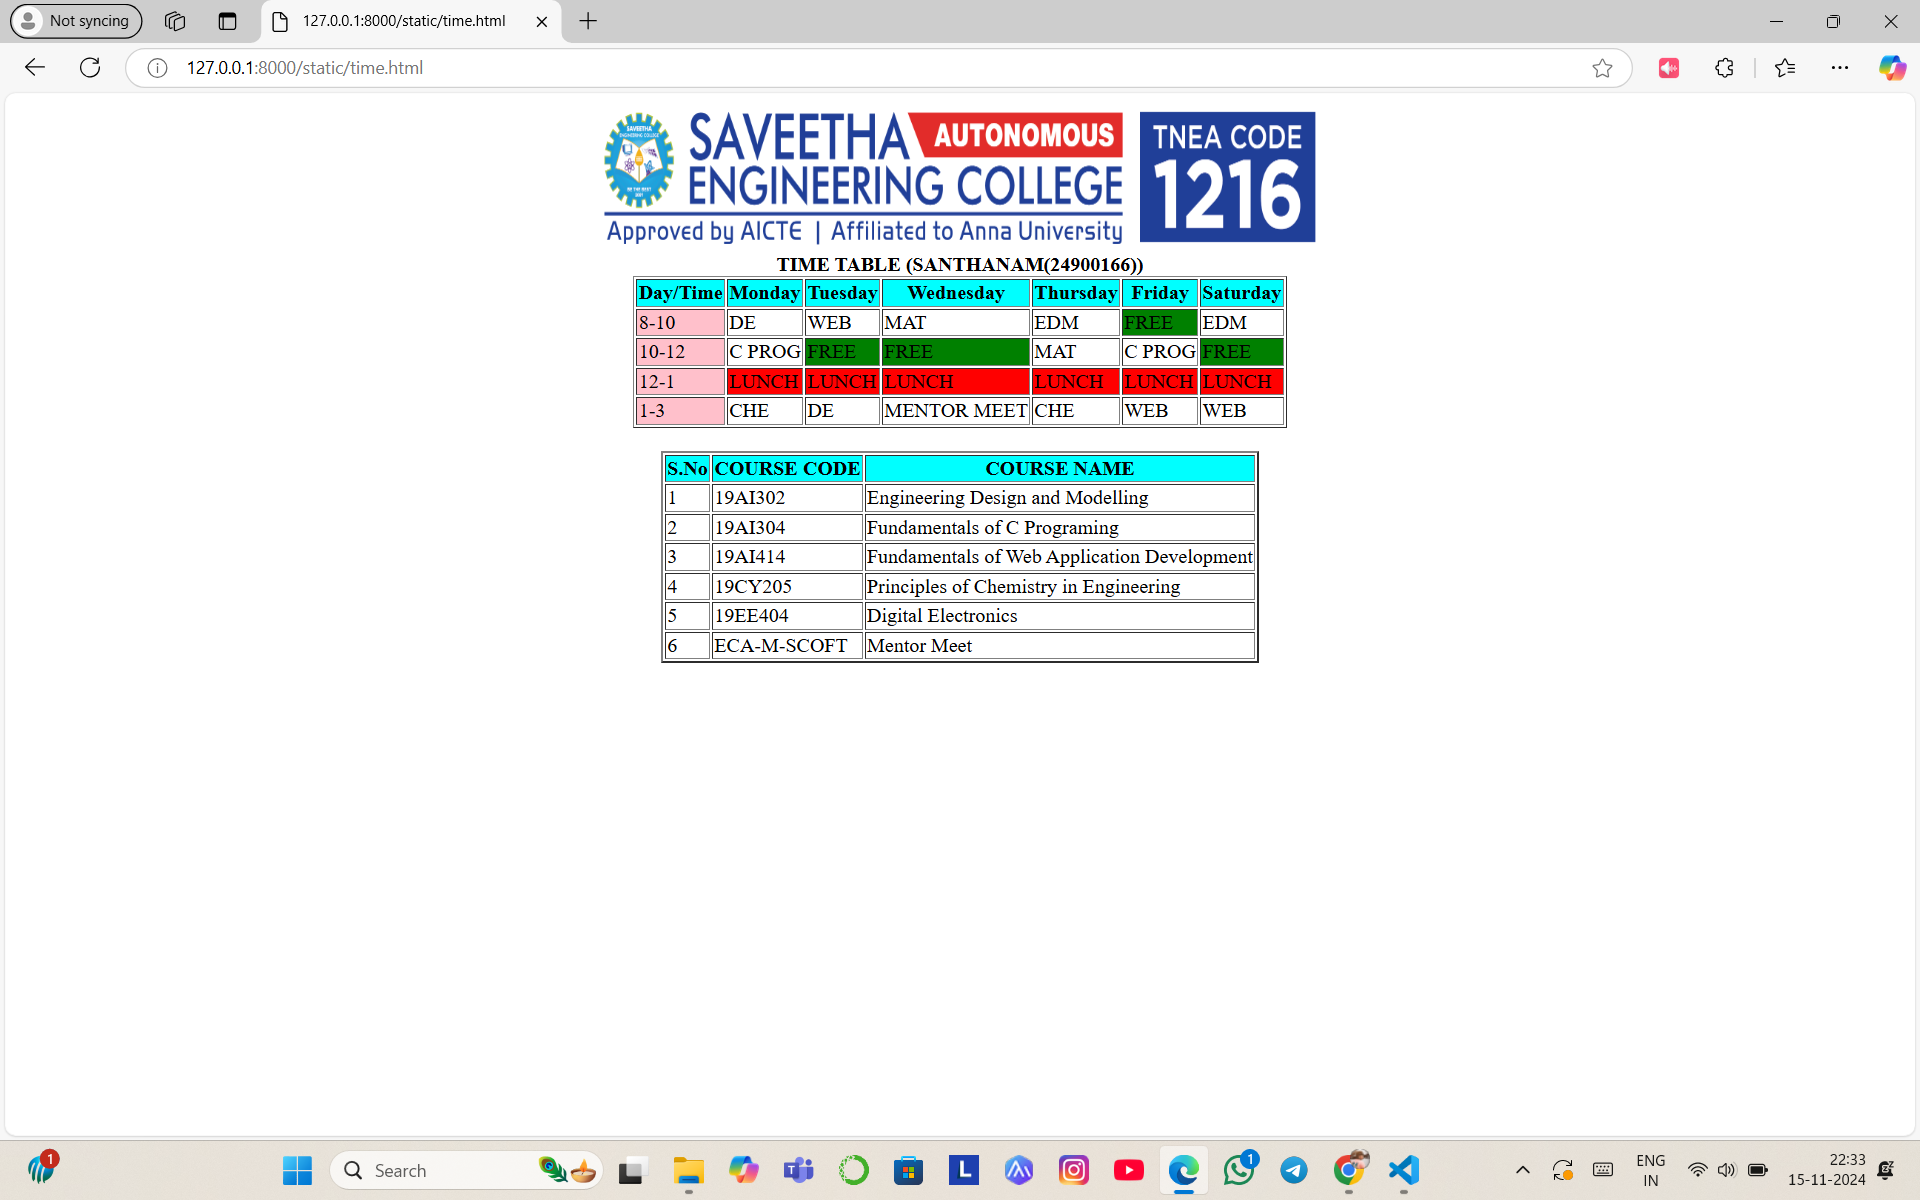 Not syncing
127.0.0.1:8000/static/time.html
127.0.0.1:8000/static/time.html
SAVEETHA
ENGINEERING COLLEGE
BE THE BEST
SAVEETHA AUTONOMOUS
ENGINEERING COLLEGE
Approved by AICTE | Affiliated to Anna University
TNEA CODE
1216
TIME TABLE (SANTHANAM(24900166))
Day/Time Monday Tuesday Wednesday Thursday Friday Saturday
8-10 DE WEB MAT EDM FREE EDM
10-12 C PROG FREE FREE MAT C PROG FREE
12-1 LUNCH LUNCH LUNCH LUNCH LUNCH LUNCH
1-3 CHE DE MENTOR MEET CHE WEB WEB
S.No COURSE CODE COURSE NAME
1 19AI302 Engineering Design and Modelling
2 19AI304 Fundamentals of C Programing
3 19AI414 Fundamentals of Web Application Development
4 19CY205 Principles of Chemistry in Engineering
5 19EE404 Digital Electronics
6 ECA-M-SCOFT Mentor Meet
1
Search
L
1
ENG
IN
22:33
15-11-2024